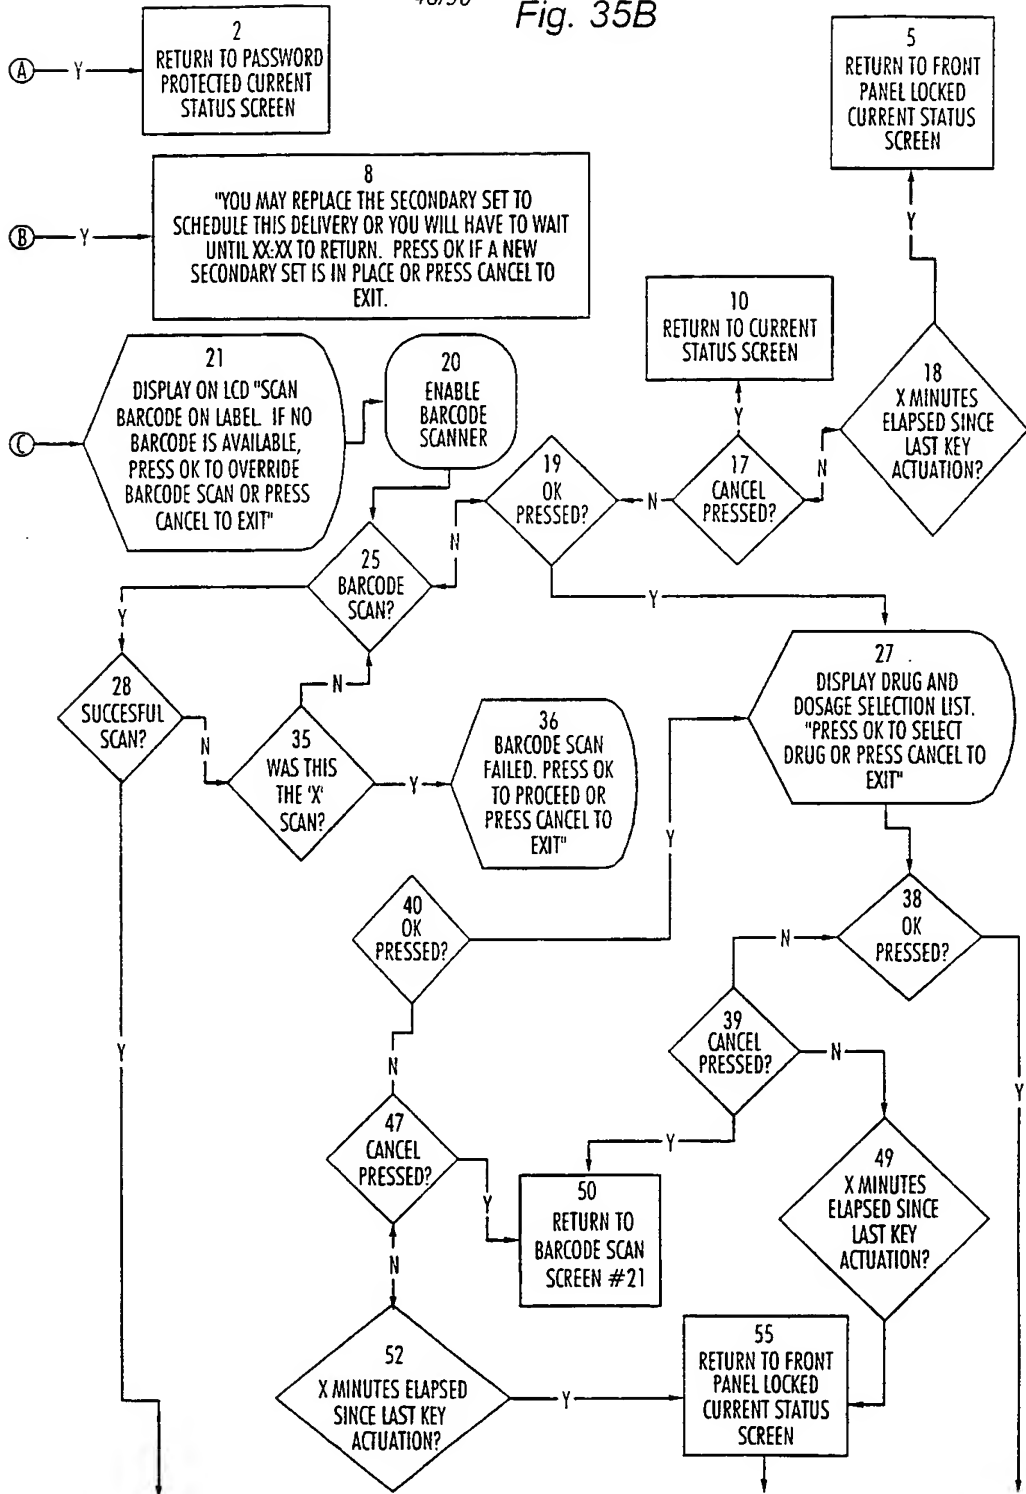 48/90
Fig. 35B
A
Y
2
RETURN TO PASSWORD
PROTECTED CURRENT
STATUS SCREEN
5
RETURN TO FRONT
PANEL LOCKED
CURRENT STATUS
SCREEN
Y
B
Y
8
"YOU MAY REPLACE THE SECONDARY SET TO
SCHEDULE THIS DELIVERY OR YOU WILL HAVE TO WAIT
UNTIL XX:XX TO RETURN. PRESS OK IF A NEW
SECONDARY SET IS IN PLACE OR PRESS CANCEL TO
EXIT.
10
RETURN TO CURRENT
STATUS SCREEN
Y
C
21
DISPLAY ON LCD "SCAN
BARCODE ON LABEL. IF NO
BARCODE IS AVAILABLE,
PRESS OK TO OVERRIDE
BARCODE SCAN OR PRESS
CANCEL TO EXIT"
20
ENABLE
BARCODE
SCANNER
19
OK
PRESSED?
N
17
CANCEL
PRESSED?
N
18
X MINUTES
ELAPSED SINCE
LAST KEY
ACTUATION?
N
Y
25
BARCODE
SCAN?
Y
N
28
SUCCESFUL
SCAN?
N
35
WAS THIS
THE 'X'
SCAN?
Y
36
BARCODE SCAN
FAILED. PRESS OK
TO PROCEED OR
PRESS CANCEL TO
EXIT"
27
DISPLAY DRUG AND
DOSAGE SELECTION LIST.
"PRESS OK TO SELECT
DRUG OR PRESS CANCEL TO
EXIT"
Y
40
OK
PRESSED?
38
OK
PRESSED?
N
39
CANCEL
PRESSED?
N
Y
Y
N
47
CANCEL
PRESSED?
Y
Y
50
RETURN TO
BARCODE SCAN
SCREEN #21
49
X MINUTES
ELAPSED SINCE
LAST KEY
ACTUATION?
N
52
X MINUTES ELAPSED
SINCE LAST KEY
ACTUATION?
Y
55
RETURN TO FRONT
PANEL LOCKED
CURRENT STATUS
SCREEN